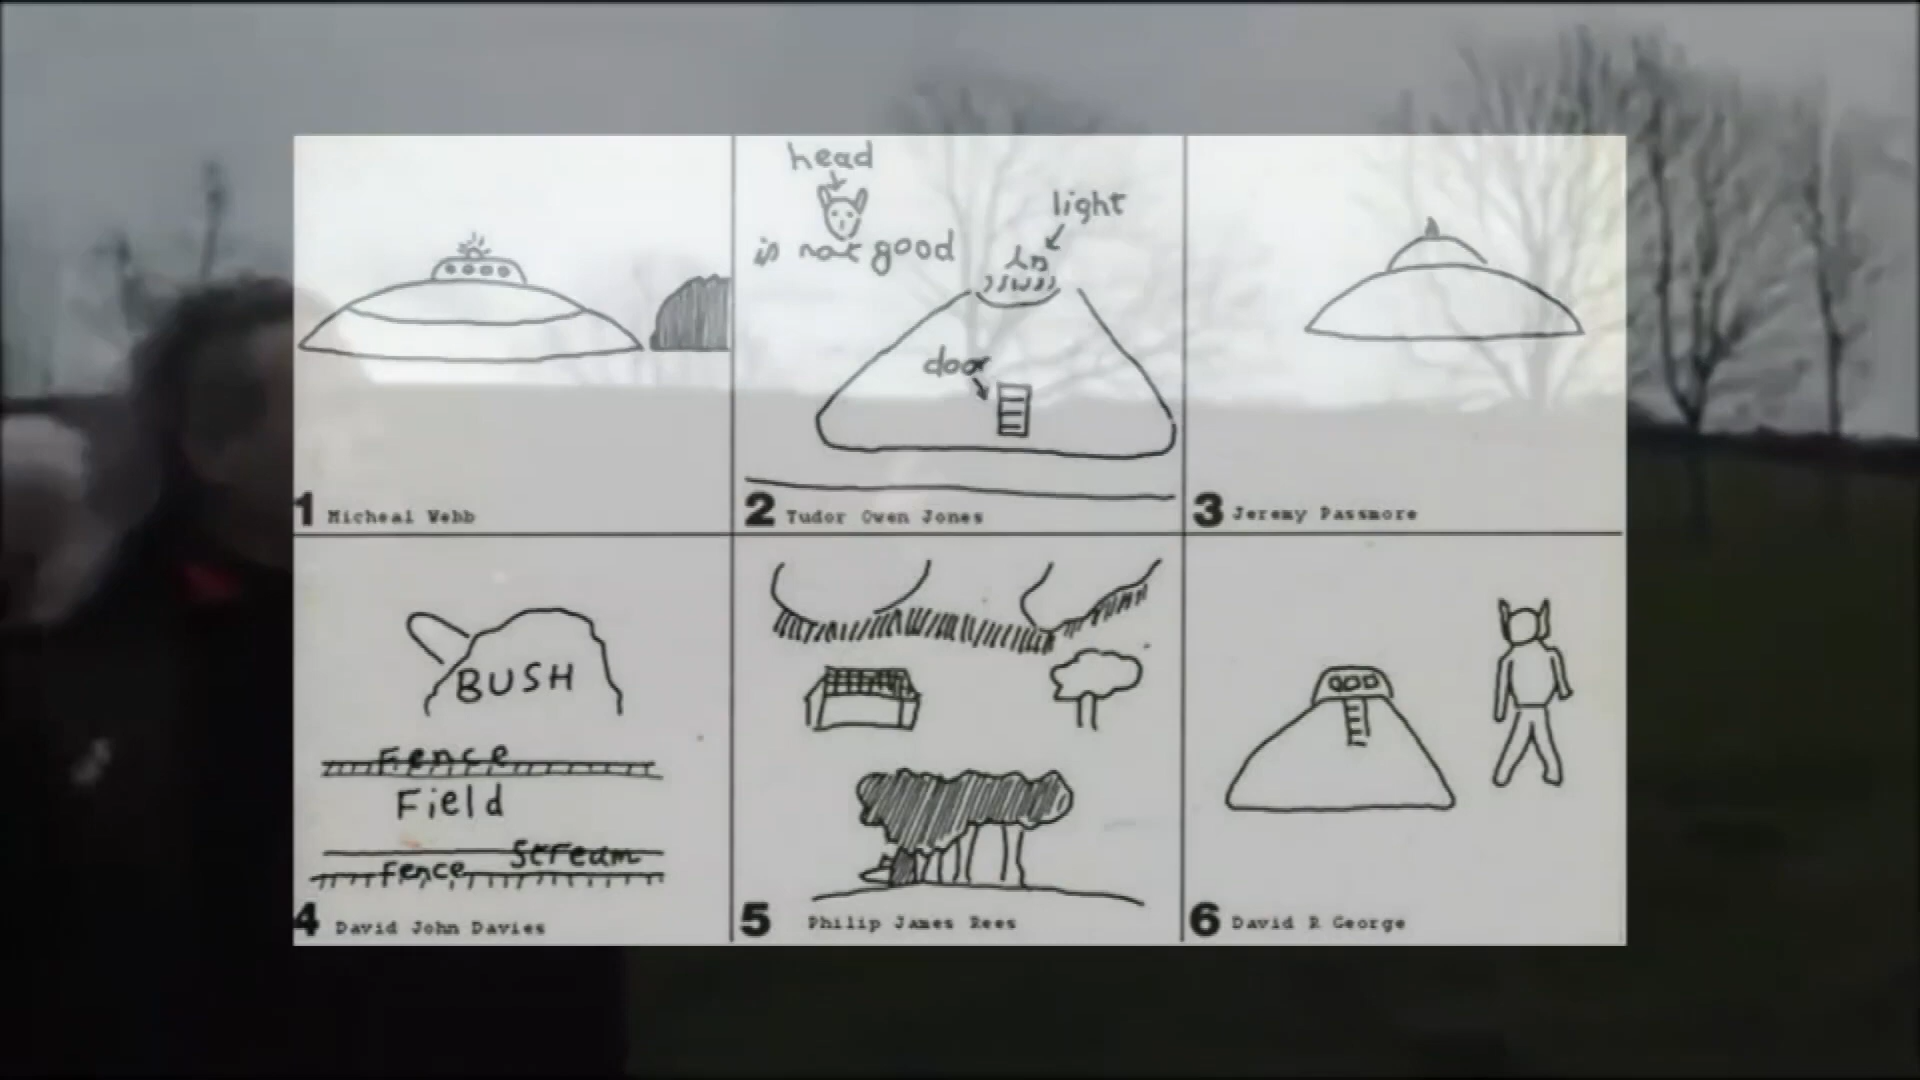 head
is not good
light
door
1 Micheal Webb
2 Tudor Owen Jones
3 Jeremy Passmore
BUSH
Fence
Field
Stream
Fence
4 David John Davies
5 Philip James Rees
6 David R George